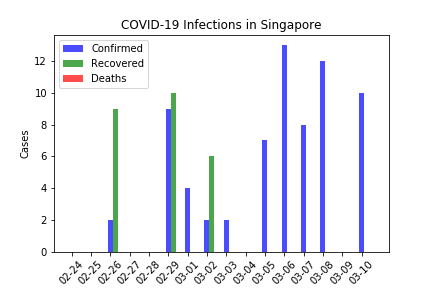 COVID-19 Infections in Singapore
Confirmed
Recovered
Deaths
Cases
12
10
8
6
4
2
0
02-24 02-25 02-26 02-27 02-28 02-29 03-01 03-02 03-03 03-04 03-05 03-06 03-07 03-08 03-09 03-10